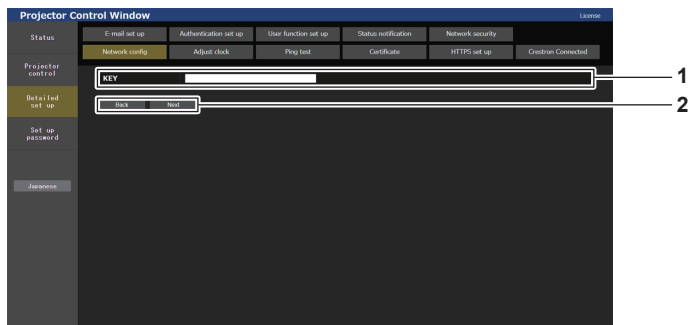 Projector Control Window License
Status
E-mail set up Authentication set up User function set up Status notification Network security
Network config Adjust clock Ping test Certificate HTTPS set up Crestron Connected
Projector
control
KEY
1
Detailed
set up
Back Next
2
Set up
password
Japanese